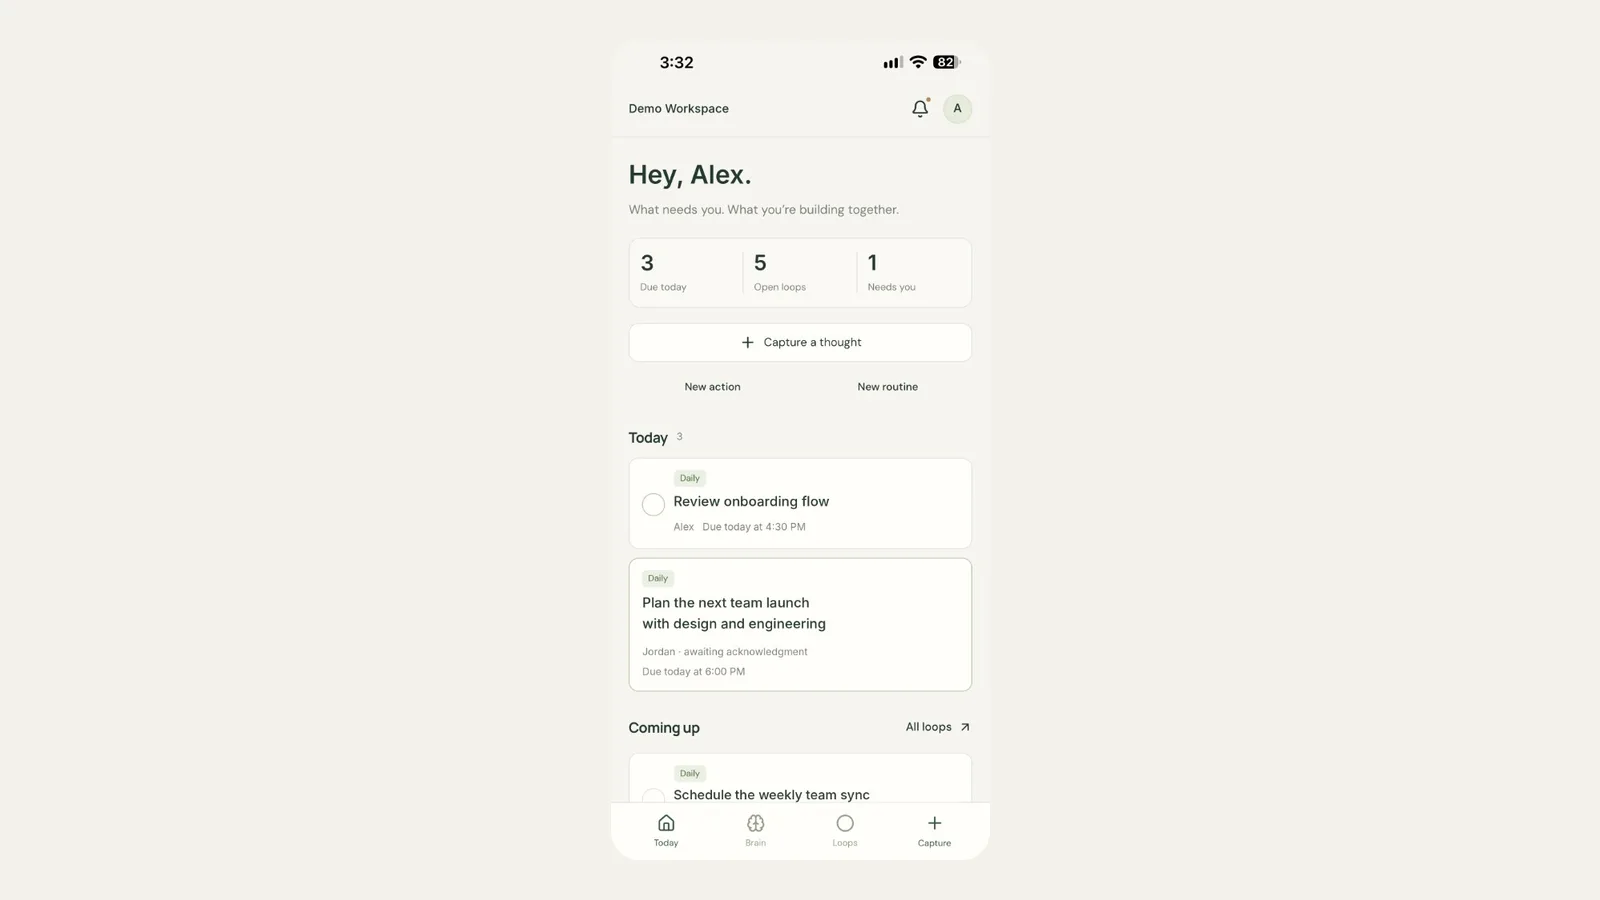 3:32
82
Demo Workspace
A
Hey, Alex.
What needs you. What you're building together.
3
Due today
5
Open loops
1
Needs you
Capture a thought
New action
New routine
Today 3
Daily
Review onboarding flow
Alex Due today at 4:30 PM
Daily
Plan the next team launch
with design and engineering
Jordan · awaiting acknowledgment
Due today at 6:00 PM
Coming up
All loops
Daily
Schedule the weekly team sync
Today
Brain
Loops
Capture